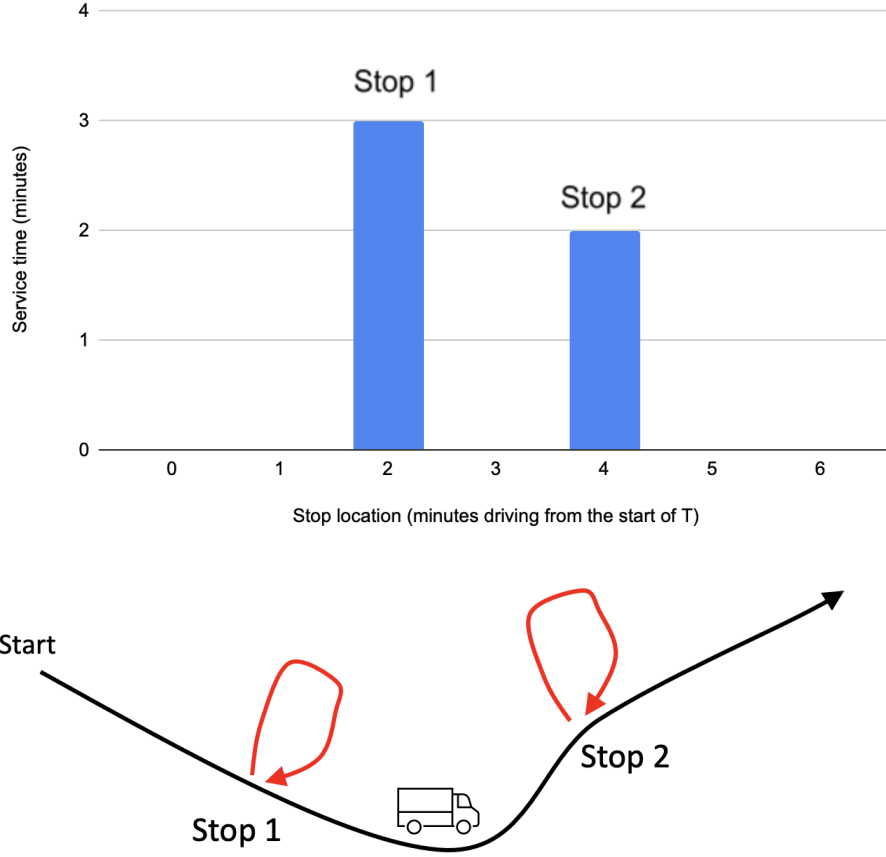 4
Stop 1
3
Stop 2
2
1
0
Service time (minutes)
0 1 2 3 4 5 6
Stop location (minutes driving from the start of T)
Start
Stop 2
Stop 1